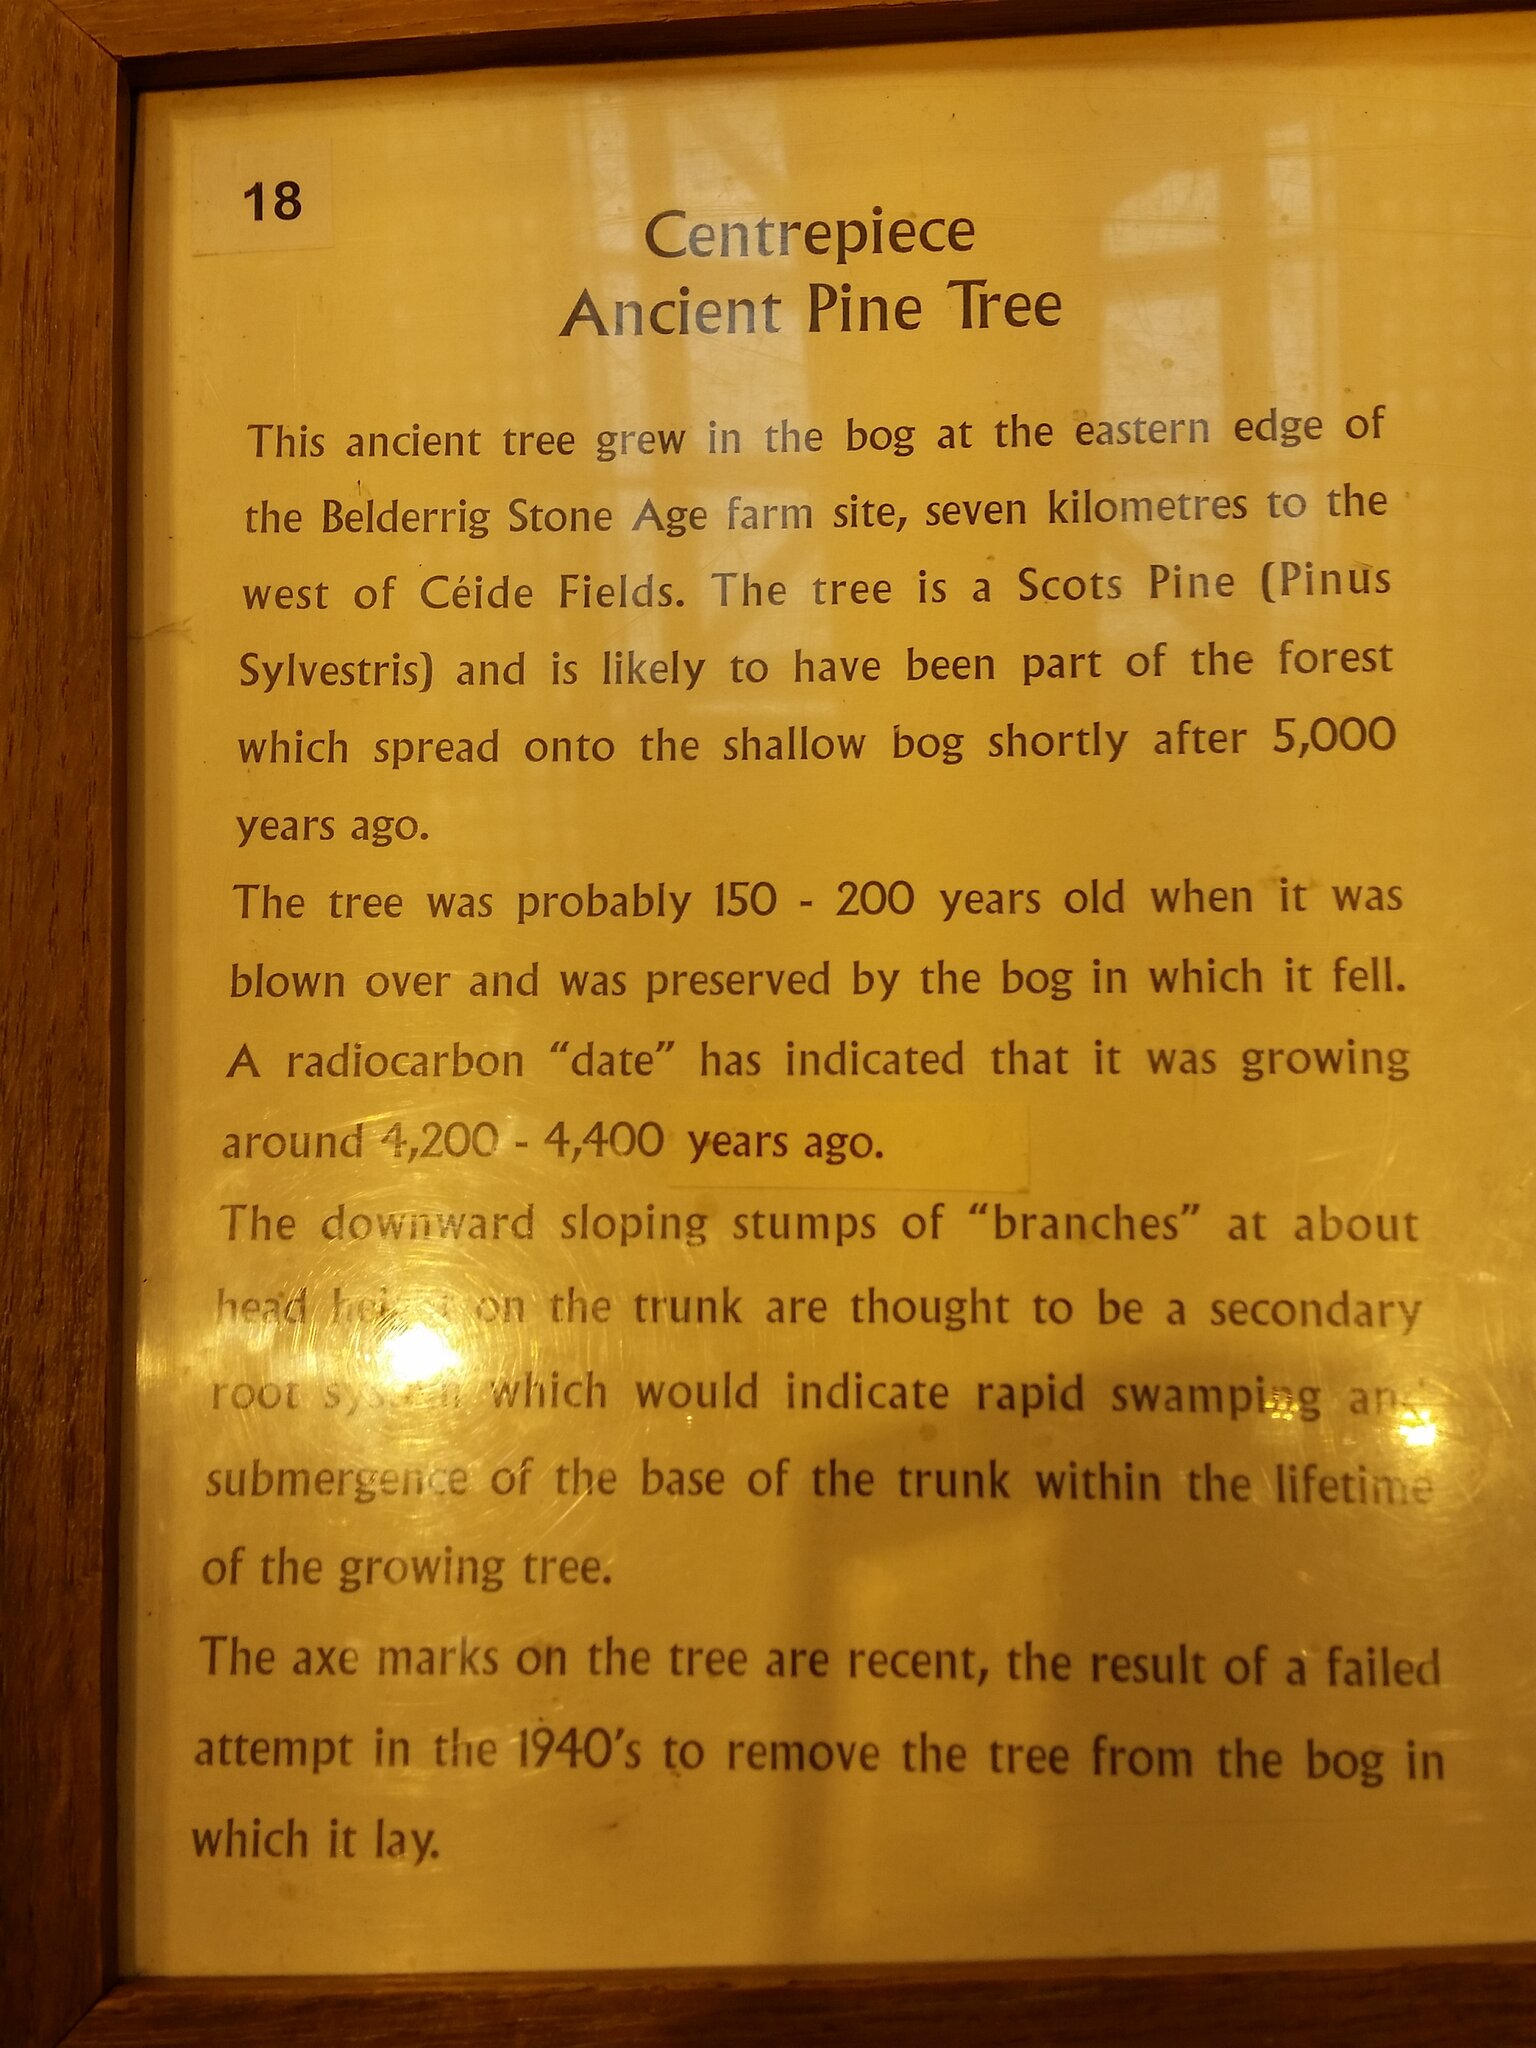 18
Centrepiece
Ancient Pine Tree
This ancient tree grew in the bog at the eastern edge of
the Belderrig Stone Age farm site, seven kilometres to the
west of Céide Fields. The tree is a Scots Pine (Pinus
Sylvestris) and is likely to have been part of the forest
which spread onto the shallow bog shortly after 5,000
years ago.
The tree was probably 150 - 200 years old when it was
blown over and was preserved by the bog in which it fell.
A radiocarbon “date” has indicated that it was growing
around 4,200 - 4,400 years ago.
The downward sloping stumps of “branches” at about
head height on the trunk are thought to be a secondary
root system which would indicate rapid swamping and
submergence of the base of the trunk within the lifetime
of the growing tree.
The axe marks on the tree are recent, the result of a failed
attempt in the 1940’s to remove the tree from the bog in
which it lay.